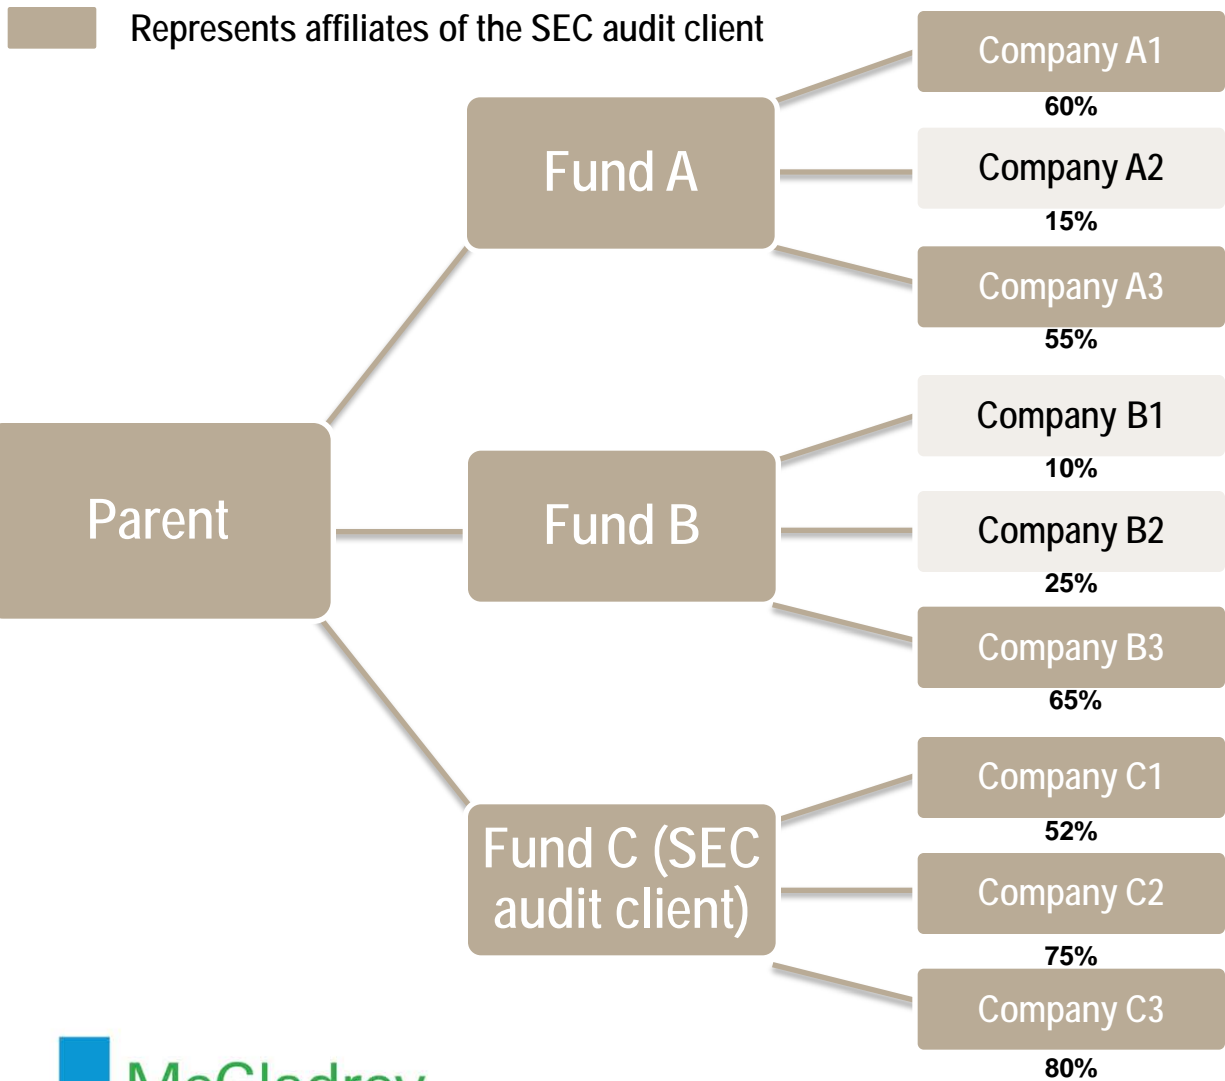 Represents affiliates of the SEC audit client
Company A1
60%
Fund A
Company A2
15%
Company A3
55%
Parent
Fund B
Company B1
10%
Company B2
25%
Company B3
65%
Fund C (SEC
audit client)
Company C1
52%
Company C2
75%
Company C3
80%